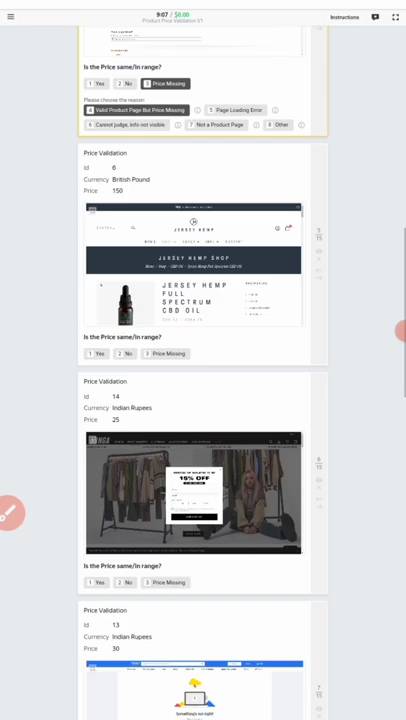 9:07 / $0.00
Product Price Validation V1
Instructions
Is the Price same/in range?
1 Yes
2 No
3 Price Missing
Please choose the reason
4 Valid Product Page But Price Missing
5 Page Loading Error
6 Cannot judge, info not visible
7 Not a Product Page
8 Other
Price Validation
Id 6
Currency British Pound
Price 150
JERSEY HEMP
JERSEY HEMP SHOP
JERSEY HEMP
FULL
SPECTRUM
CBD OIL
5
15
Is the Price same/in range?
1 Yes
2 No
3 Price Missing
Price Validation
Id 14
Currency Indian Rupees
Price 25
15% OFF
6
15
Is the Price same/in range?
1 Yes
2 No
3 Price Missing
Price Validation
Id 13
Currency Indian Rupees
Price 30
Something's not right!
7
15